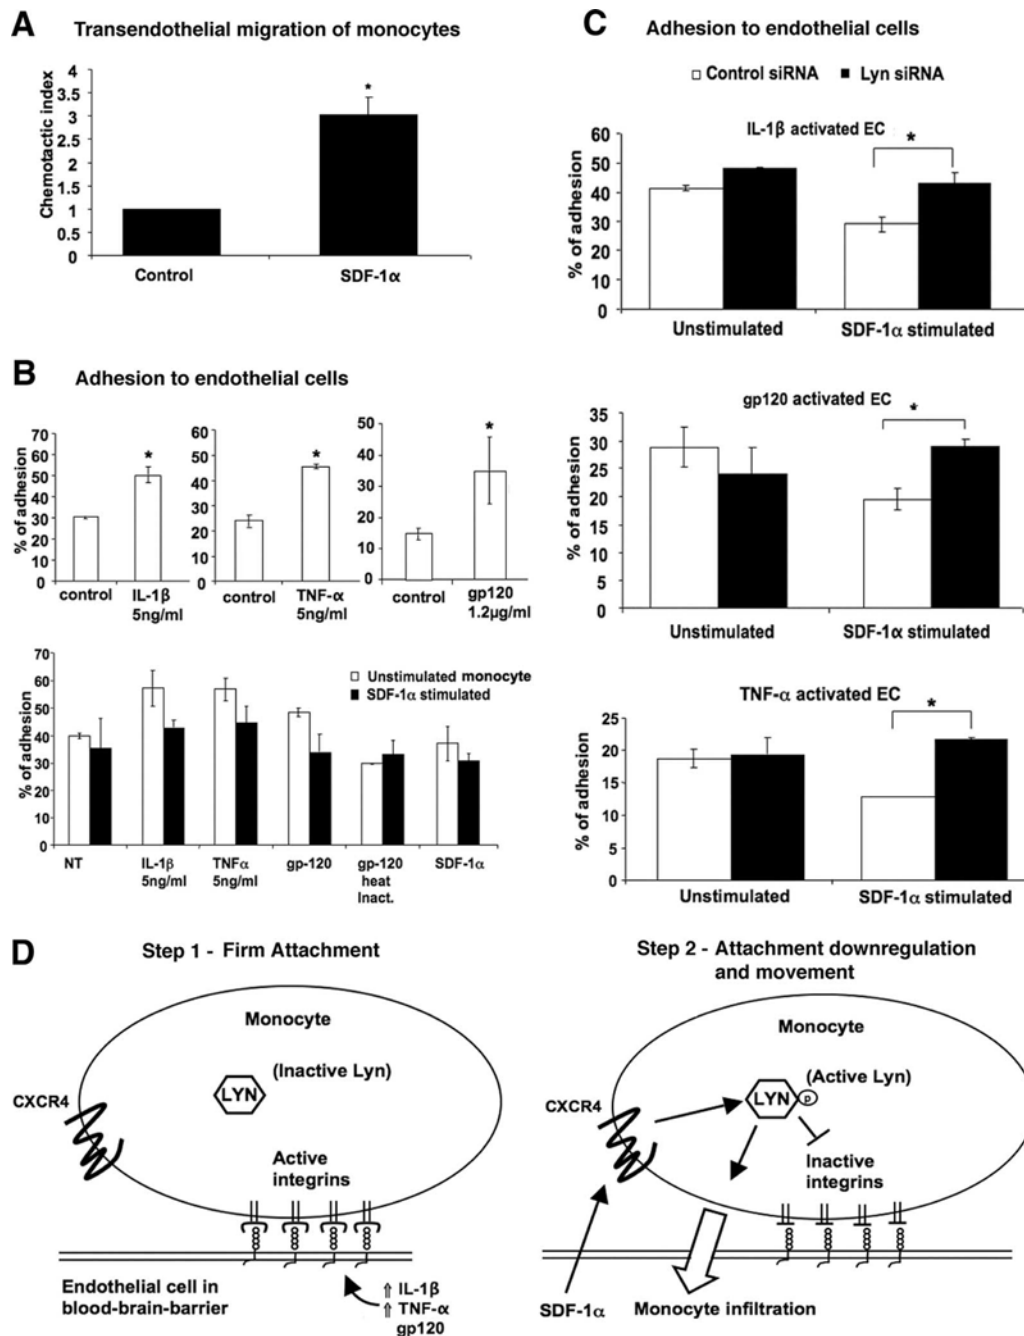 A Transendothelial migration of monocytes
Chemotactic index
4
3.5
3
2.5
2
1.5
1
0.5
0
*
Control SDF-1α
B Adhesion to endothelial cells
% of adhesion
70
60
50
40
30
20
10
0
*
control IL-1β
5ng/ml
60
50
40
30
20
10
0
*
control TNF-α
5ng/ml
50
40
30
20
10
0
*
control gp120
1.2μg/ml
% of adhesion
70
60
50
40
30
20
10
0
Unstimulated monocyte
SDF-1α stimulated
NT IL-1β TNFα gp-120 gp-120 SDF-1α
5ng/ml 5ng/ml heat
Inact.
C Adhesion to endothelial cells
Control siRNA Lyn siRNA
IL-1β activated EC
% of adhesion
60
50
40
30
20
10
0
*
Unstimulated SDF-1α stimulated
gp120 activated EC
% of adhesion
35
30
25
20
15
10
5
0
*
Unstimulated SDF-1α stimulated
TNF-α activated EC
% of adhesion
25
20
15
10
5
0
*
Unstimulated SDF-1α stimulated
D Step 1 - Firm Attachment
Monocyte
(Inactive Lyn)
LYN
CXCR4
Active
integrins
Endothelial cell in
blood-brain-barrier
⇑ IL-1β
⇑ TNF-α
gp120
Step 2 - Attachment downregulation
and movement
Monocyte
(Active Lyn)
LYN p
CXCR4
Inactive
integrins
SDF-1α Monocyte infiltration